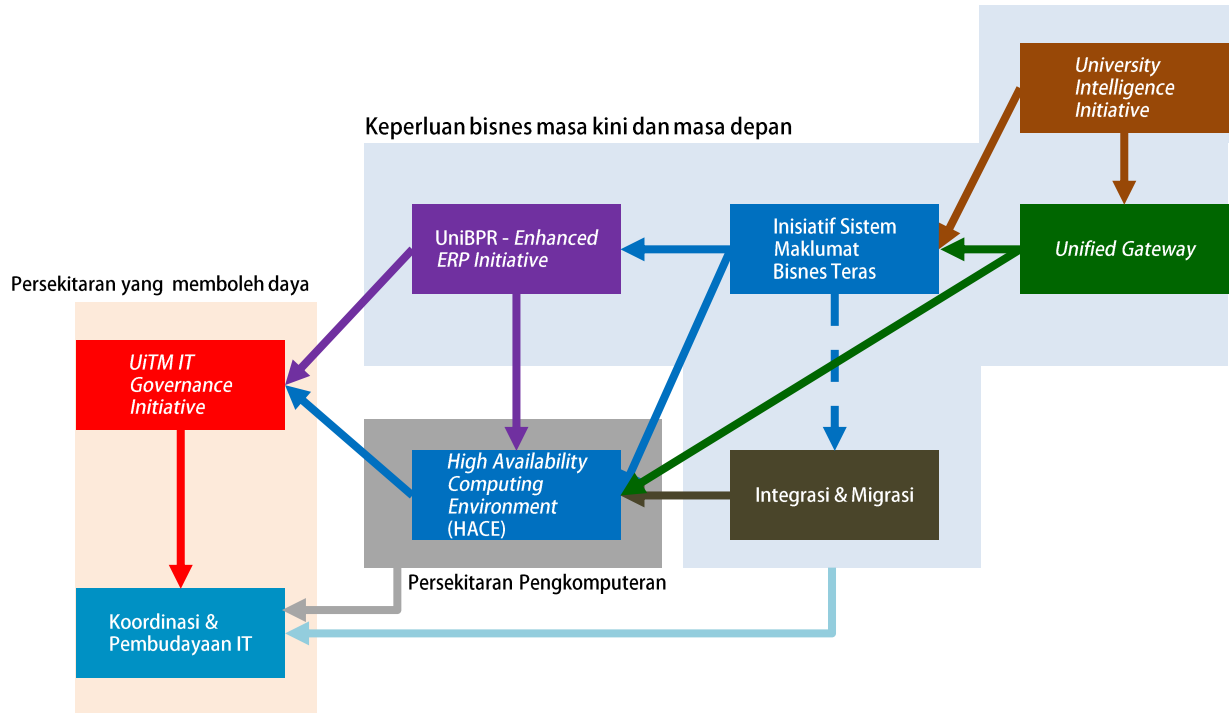 University
Intelligence
Initiative
Keperluan bisnes masa kini dan masa depan
UniBPR - Enhanced
ERP Initiative
Inisiatif Sistem
Maklumat
Bisnes Teras
Unified Gateway
Persekitaran yang memboleh daya
UiTM IT
Governance
Initiative
High Availability
Computing
Environment
(HACE)
Integrasi & Migrasi
Persekitaran Pengkomputeran
Koordinasi &
Pembudayaan IT